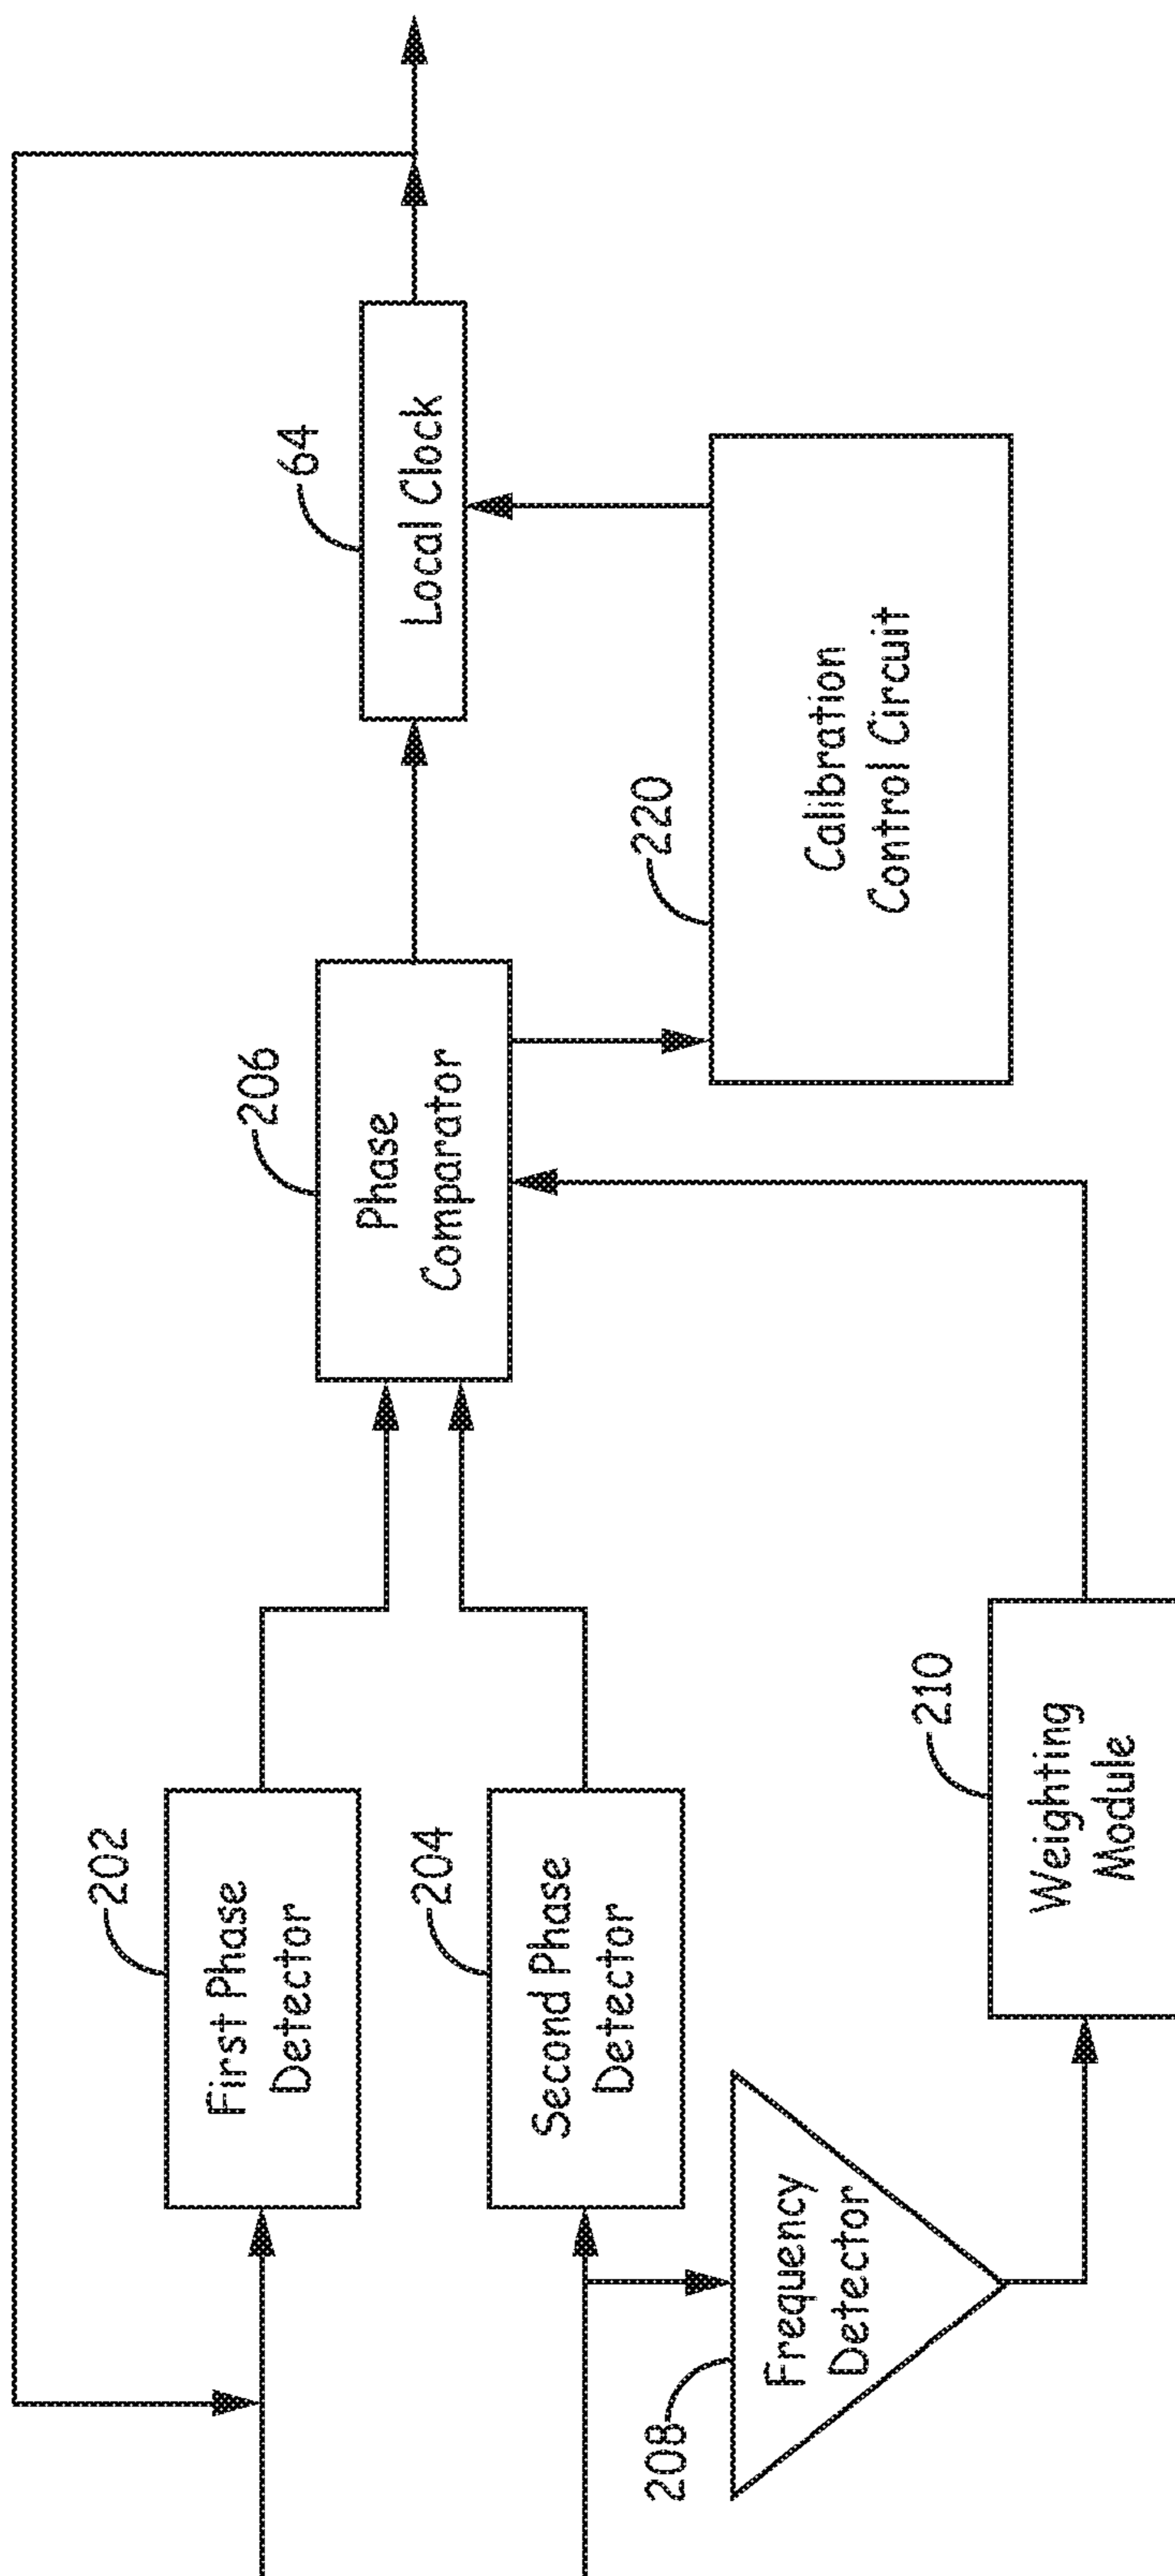 64
Local Clock
206
Phase
Comparator
220
Calibration
Control Circuit
202
First Phase
Detector
204
Second Phase
Detector
208
Frequency
Detector
210
Weighting
Module